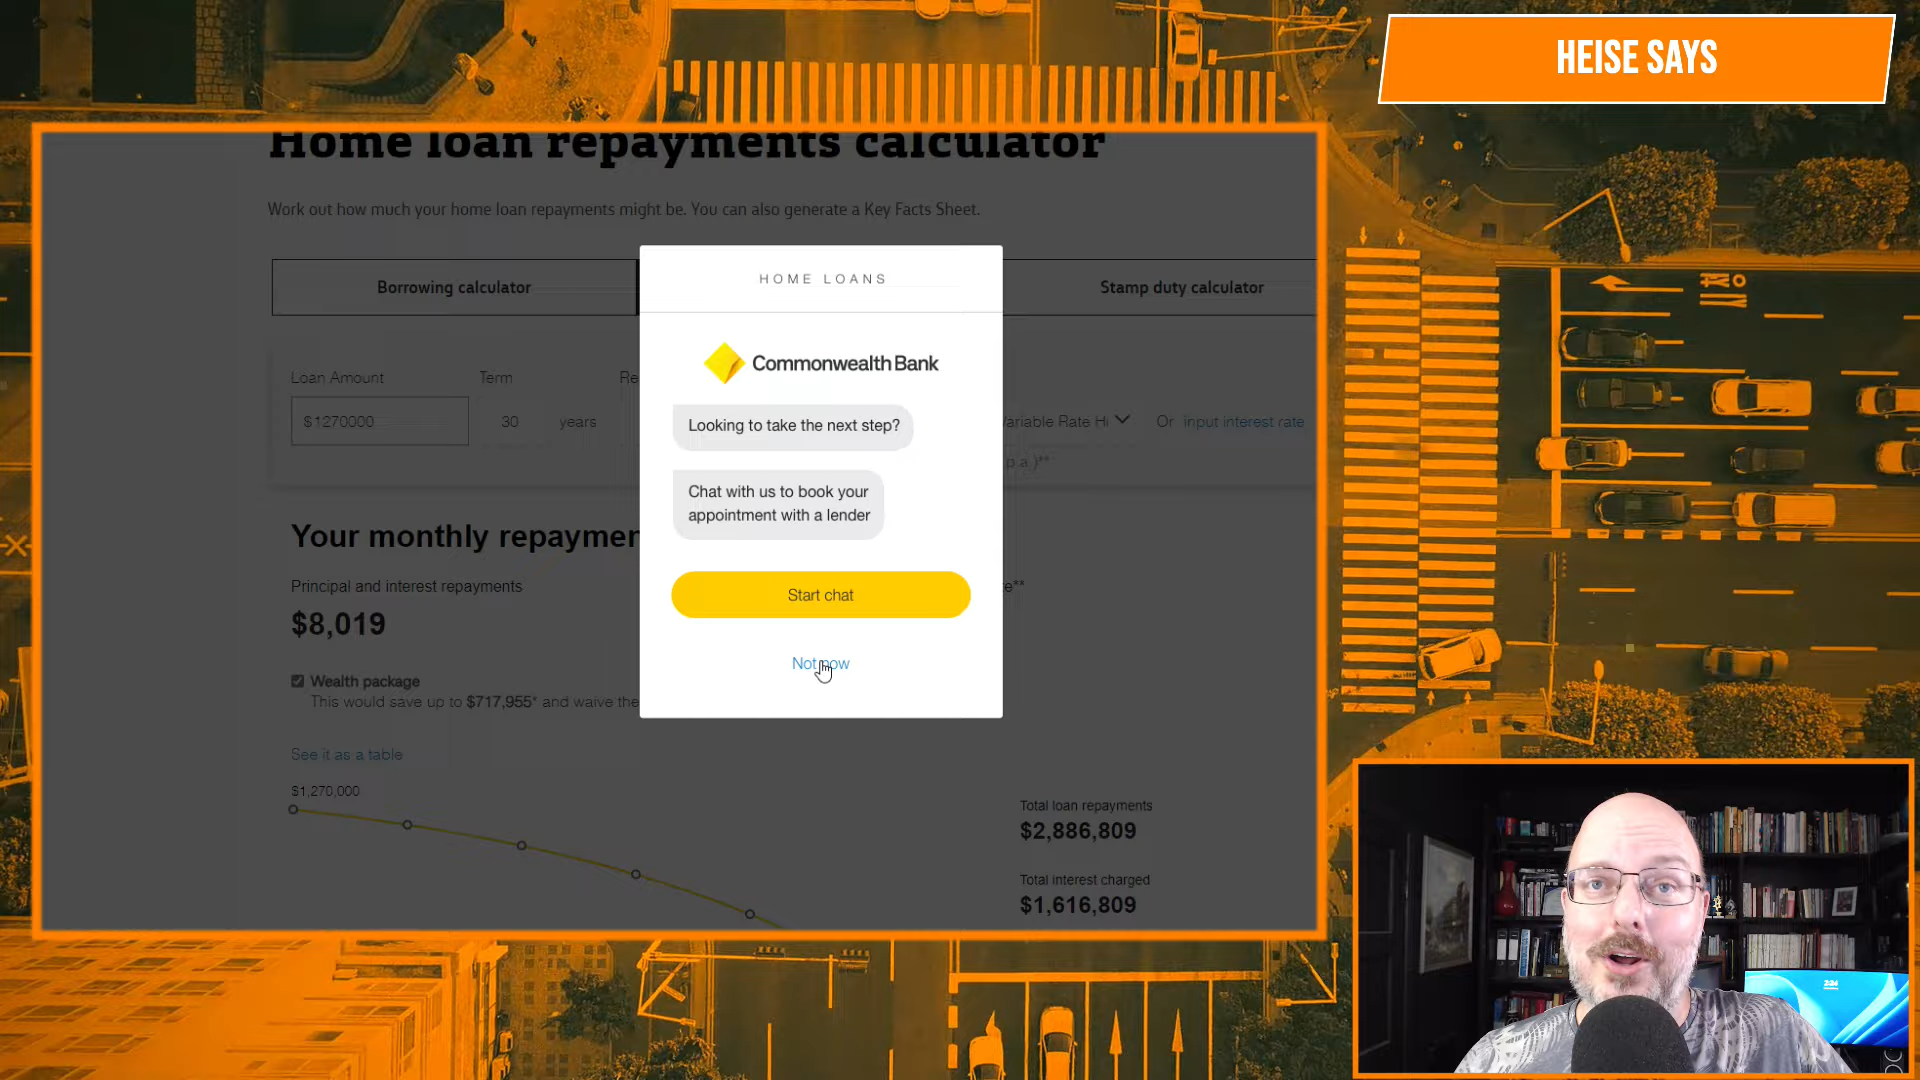 HEISE SAYS
Home loan repayments calculator
Work out how much your home loan repayments might be. You can also generate a Key Facts Sheet.
Borrowing calculator
Stamp duty calculator
Loan Amount
Term
Re
$1270000
30
years
Variable Rate Hi
Or input interest rate
p.a.)**
HOME LOANS
CommonwealthBank
Looking to take the next step?
Chat with us to book your
appointment with a lender
Start chat
Not now
Your monthly repaymen
Principal and interest repayments
e**
$8,019
Wealth package
This would save up to $717,955* and waive the
See it as a table
$1,270,000
Total loan repayments
$2,886,809
Total interest charged
$1,616,809